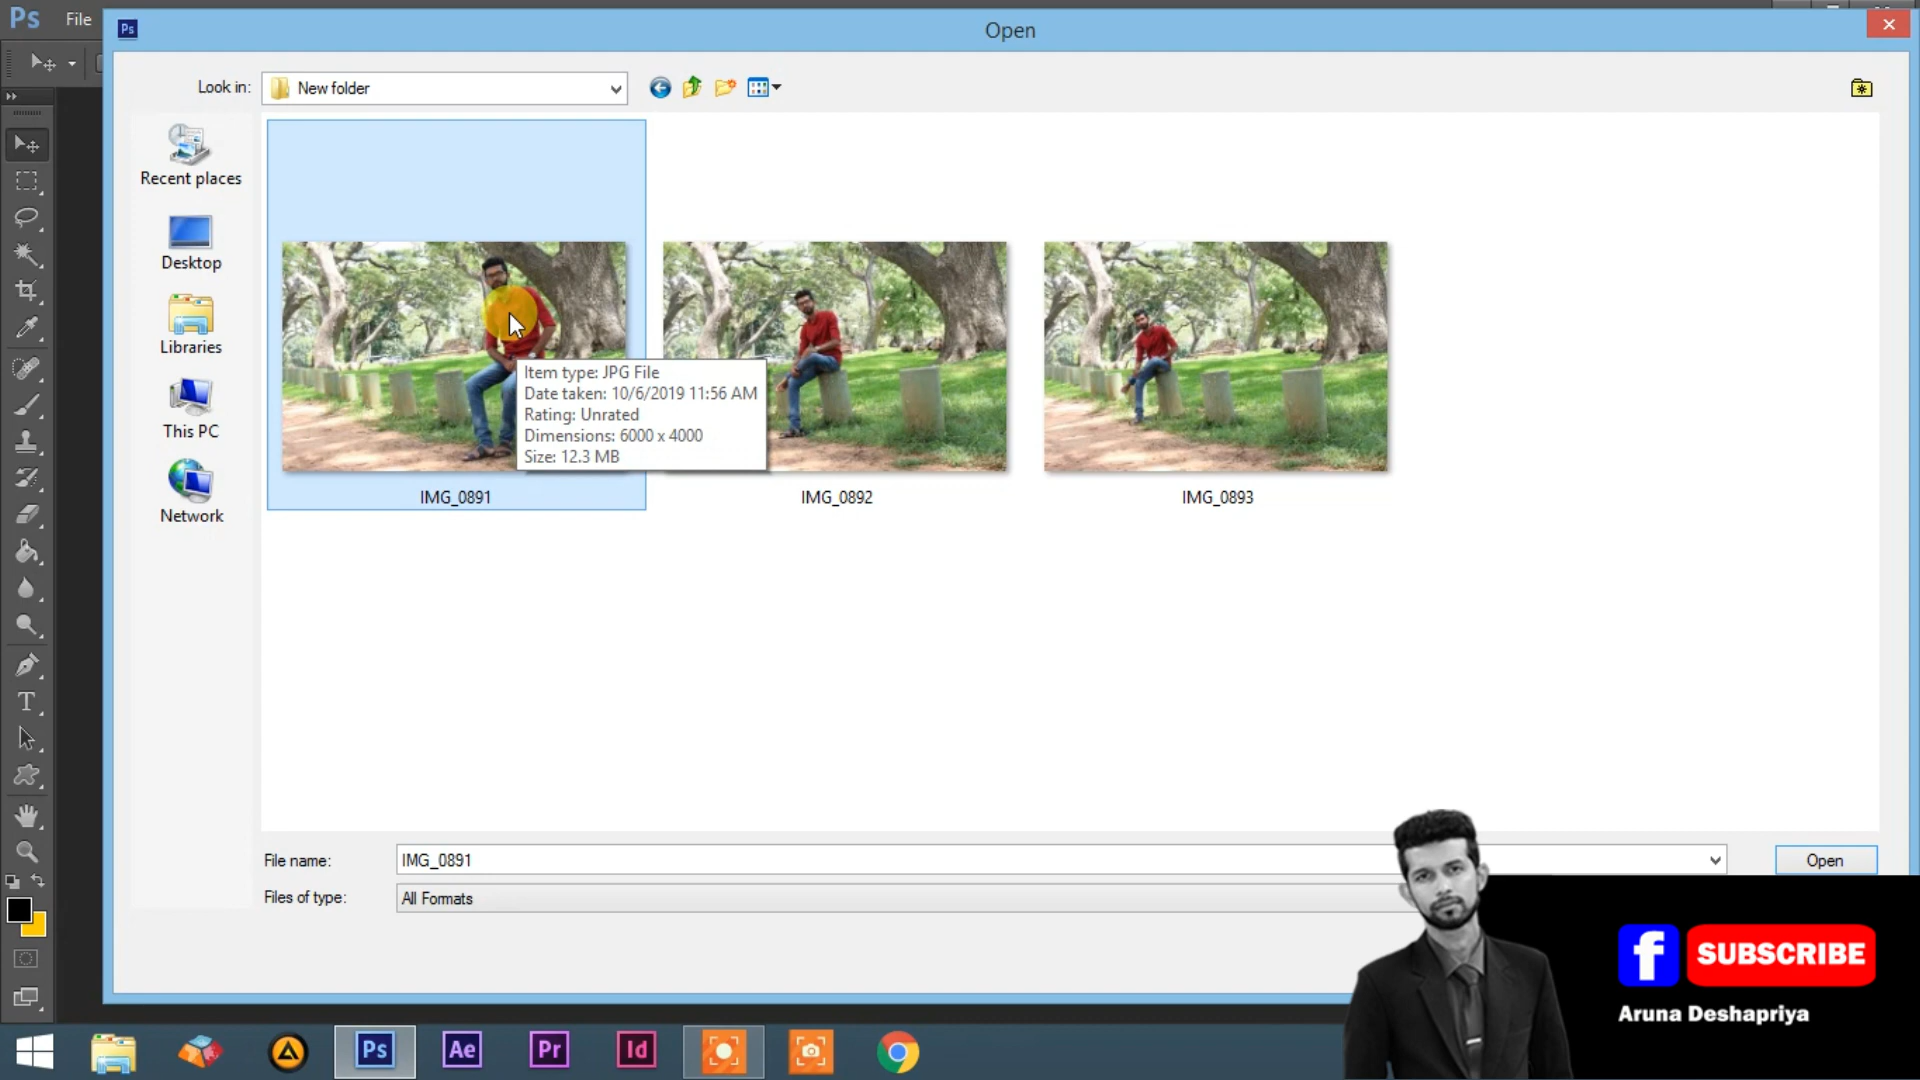 Ps File
Ps Open
Look in: New folder
Recent places
Desktop
Libraries
This PC
Network
Item type: JPG File
Date taken: 10/6/2019 11:56 AM
Rating: Unrated
Dimensions: 6000 x 4000
Size: 12.3 MB
IMG_0891 IMG_0892 IMG_0893
T
File name: IMG_0891 Open
Files of type: All Formats
f SUBSCRIBE
Aruna Deshapriya
Ps Ae Pr Id